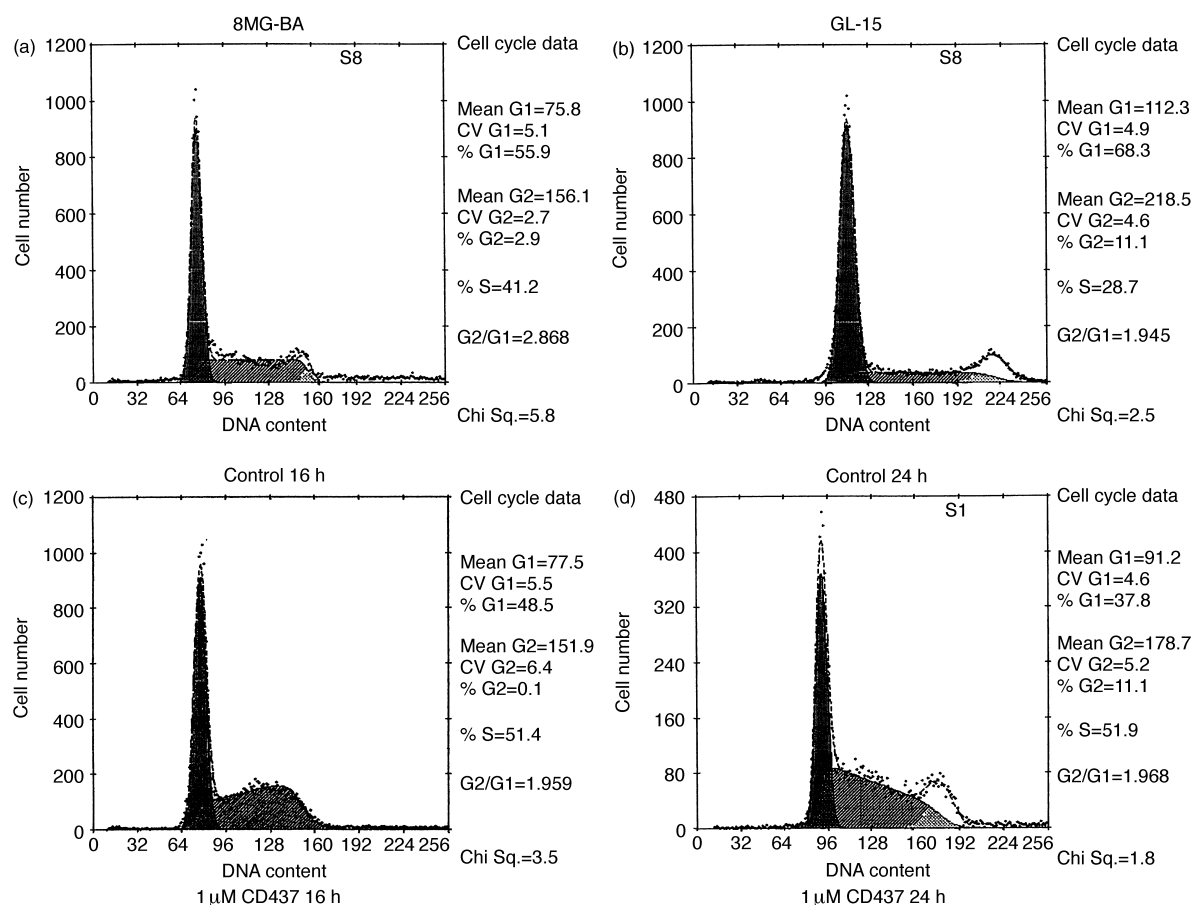 8MG-BA
(a)
1200
1000
800
600
400
200
0
Cell number
S8
0 32 64 96 128 160 192 224 256
DNA content
Cell cycle data
Mean G1=75.8
CV G1=5.1
% G1=55.9
Mean G2=156.1
CV G2=2.7
% G2=2.9
% S=41.2
G2/G1=2.868
Chi Sq.=5.8
Control 16 h
GL-15
(b)
1200
1000
800
600
400
200
0
Cell number
S8
0 32 64 96 128 160 192 224 256
DNA content
Cell cycle data
Mean G1=112.3
CV G1=4.9
% G1=68.3
Mean G2=218.5
CV G2=4.6
% G2=11.1
% S=28.7
G2/G1=1.945
Chi Sq.=2.5
Control 24 h
(c)
1200
1000
800
600
400
200
0
Cell number
0 32 64 96 128 160 192 224 256
DNA content
1 µM CD437 16 h
Cell cycle data
Mean G1=77.5
CV G1=5.5
% G1=48.5
Mean G2=151.9
CV G2=6.4
% G2=0.1
% S=51.4
G2/G1=1.959
Chi Sq.=3.5
(d)
480
400
320
240
160
80
0
Cell number
S1
0 32 64 96 128 160 192 224 256
DNA content
1 µM CD437 24 h
Cell cycle data
Mean G1=91.2
CV G1=4.6
% G1=37.8
Mean G2=178.7
CV G2=5.2
% G2=11.1
% S=51.9
G2/G1=1.968
Chi Sq.=1.8